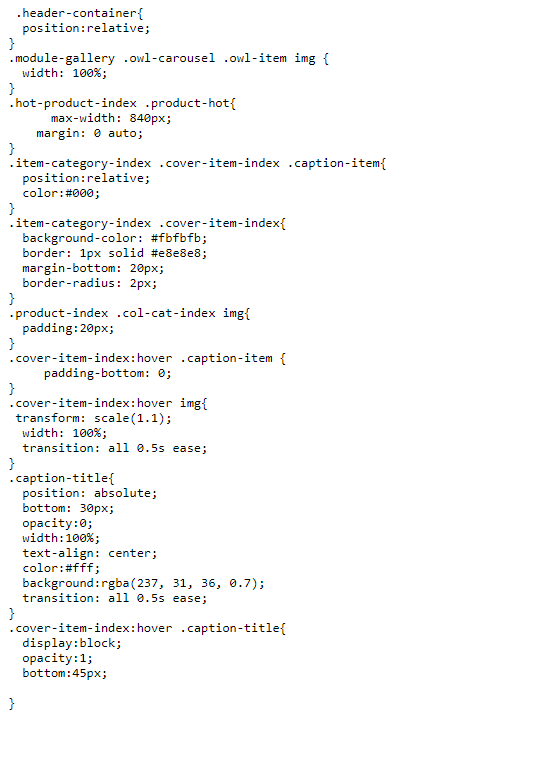 .header-container{
position:relative;
}
.module-gallery .owl-carousel .owl-item img {
width: 100%;
}
.hot-product-index .product-hot{
max-width: 840px;
margin: 0 auto;
}
.item-category-index .cover-item-index .caption-item{
position:relative;
color:#000;
}
.item-category-index .cover-item-index{
background-color: #fbfbfb;
border: 1px solid #e8e8e8;
margin-bottom: 20px;
border-radius: 2px;
}
.product-index .col-cat-index img{
padding:20px;
}
.cover-item-index:hover .caption-item {
padding-bottom: 0;
}
.cover-item-index:hover img{
transform: scale(1.1);
width: 100%;
transition: all 0.5s ease;
}
.caption-title{
position: absolute;
bottom: 30px;
opacity:0;
width:100%;
text-align: center;
color:#fff;
background:rgba(237, 31, 36, 0.7);
transition: all 0.5s ease;
}
.cover-item-index:hover .caption-title{
display:block;
opacity:1;
bottom:45px;
}